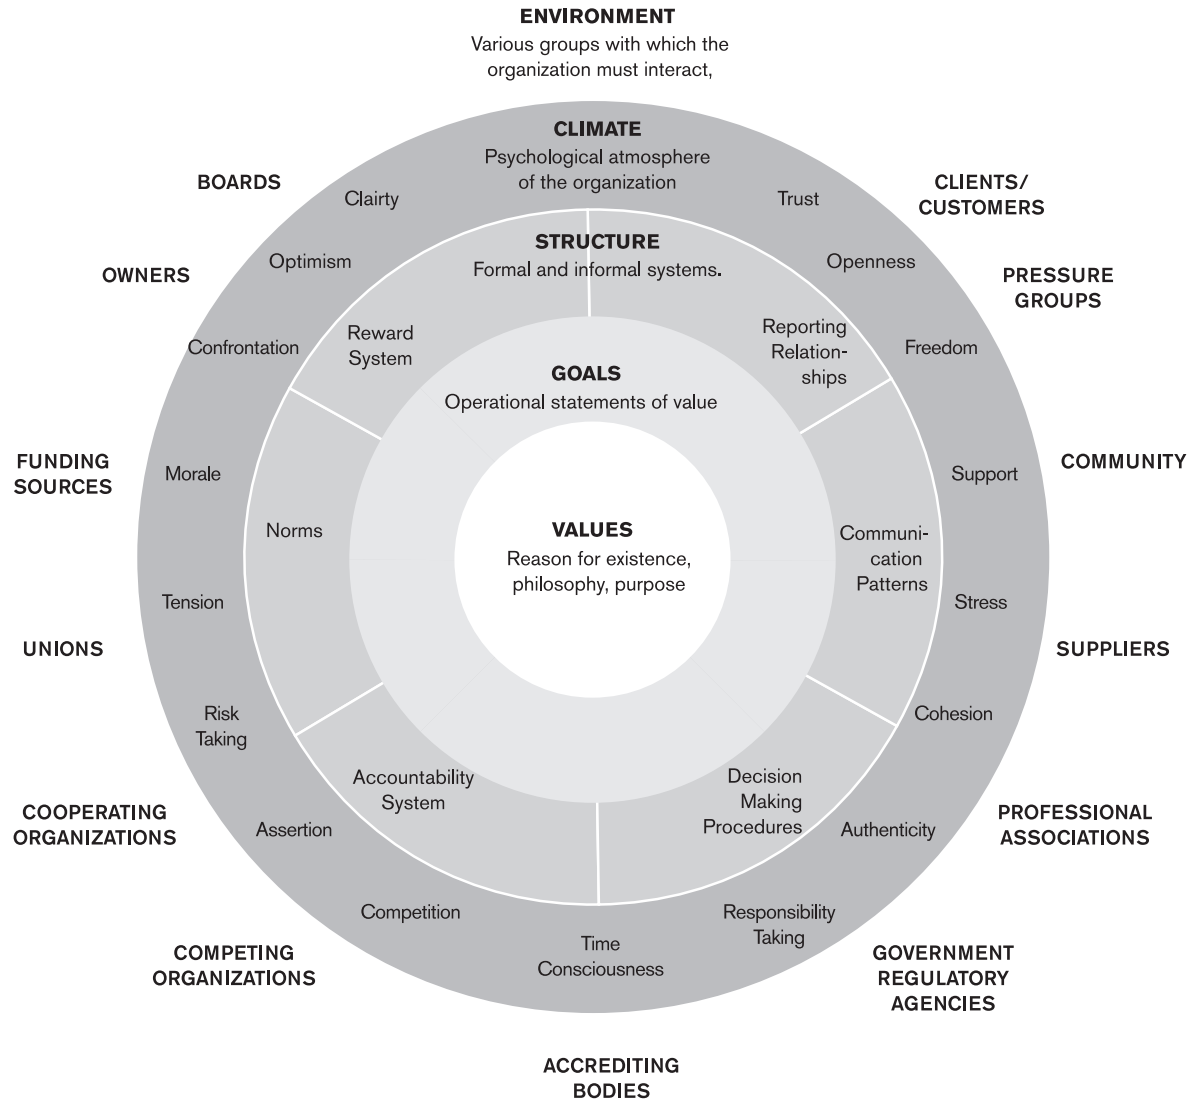 ENVIRONMENT
Various groups with which the
organization must interact,
CLIMATE
Psychological atmosphere
of the organization
BOARDS
Clairty
Trust
CLIENTS/
CUSTOMERS
STRUCTURE
Formal and informal systems.
OWNERS
Optimism
Openness
PRESSURE
GROUPS
Confrontation
Reward
System
Reporting
Relation-
ships
Freedom
GOALS
Operational statements of value
FUNDING
SOURCES
Morale
Support
COMMUNITY
Norms
VALUES
Reason for existence,
philosophy, purpose
Communi-
cation
Patterns
Tension
Stress
UNIONS
SUPPLIERS
Risk
Taking
Cohesion
Accountability
System
Decision
Making
Procedures
COOPERATING
ORGANIZATIONS
Assertion
Authenticity
PROFESSIONAL
ASSOCIATIONS
Competition
Time
Consciousness
Responsibility
Taking
COMPETING
ORGANIZATIONS
GOVERNMENT
REGULATORY
AGENCIES
ACCREDITING
BODIES